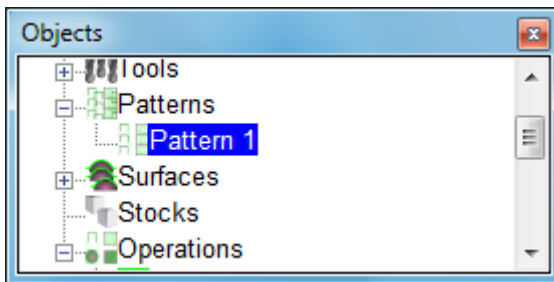 Objects
Tools
Patterns
Pattern 1
Surfaces
Stocks
Operations